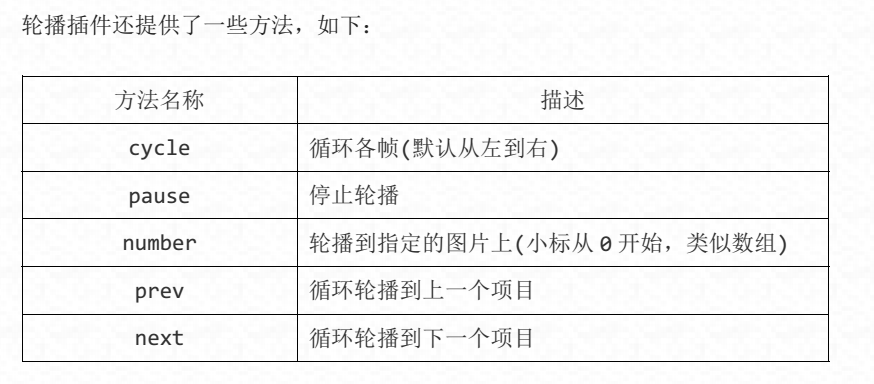 轮播插件还提供了一些方法，如下：
方法名称 描述
cycle 循环各帧(默认从左到右)
pause 停止轮播
number 轮播到指定的图片上(小标从 0 开始，类似数组)
prev 循环轮播到上一个项目
next 循环轮播到下一个项目